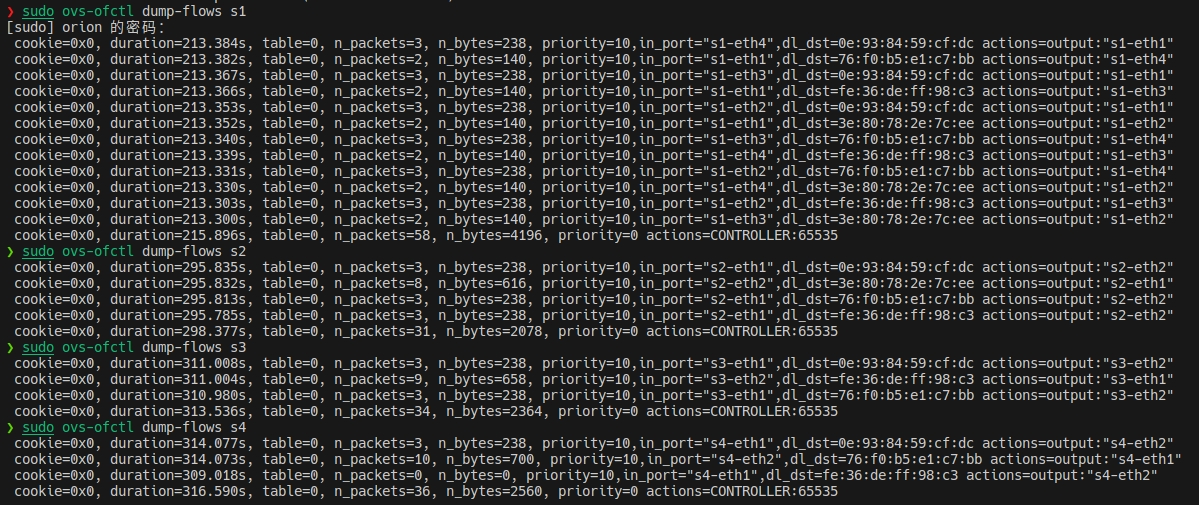 ❯ sudo ovs-ofctl dump-flows s1
[sudo] orion 的密码：
cookie=0x0, duration=213.384s, table=0, n_packets=3, n_bytes=238, priority=10,in_port="s1-eth4",dl_dst=0e:93:84:59:cf:dc actions=output:"s1-eth1"
cookie=0x0, duration=213.382s, table=0, n_packets=2, n_bytes=140, priority=10,in_port="s1-eth1",dl_dst=76:f0:b5:e1:c7:bb actions=output:"s1-eth4"
cookie=0x0, duration=213.367s, table=0, n_packets=3, n_bytes=238, priority=10,in_port="s1-eth3",dl_dst=0e:93:84:59:cf:dc actions=output:"s1-eth1"
cookie=0x0, duration=213.366s, table=0, n_packets=2, n_bytes=140, priority=10,in_port="s1-eth1",dl_dst=fe:36:de:ff:98:c3 actions=output:"s1-eth3"
cookie=0x0, duration=213.353s, table=0, n_packets=3, n_bytes=238, priority=10,in_port="s1-eth2",dl_dst=0e:93:84:59:cf:dc actions=output:"s1-eth1"
cookie=0x0, duration=213.352s, table=0, n_packets=2, n_bytes=140, priority=10,in_port="s1-eth1",dl_dst=3e:80:78:2e:7c:ee actions=output:"s1-eth2"
cookie=0x0, duration=213.340s, table=0, n_packets=3, n_bytes=238, priority=10,in_port="s1-eth3",dl_dst=76:f0:b5:e1:c7:bb actions=output:"s1-eth4"
cookie=0x0, duration=213.339s, table=0, n_packets=2, n_bytes=140, priority=10,in_port="s1-eth4",dl_dst=fe:36:de:ff:98:c3 actions=output:"s1-eth3"
cookie=0x0, duration=213.331s, table=0, n_packets=3, n_bytes=238, priority=10,in_port="s1-eth2",dl_dst=76:f0:b5:e1:c7:bb actions=output:"s1-eth4"
cookie=0x0, duration=213.330s, table=0, n_packets=2, n_bytes=140, priority=10,in_port="s1-eth4",dl_dst=3e:80:78:2e:7c:ee actions=output:"s1-eth2"
cookie=0x0, duration=213.303s, table=0, n_packets=3, n_bytes=238, priority=10,in_port="s1-eth2",dl_dst=fe:36:de:ff:98:c3 actions=output:"s1-eth3"
cookie=0x0, duration=213.300s, table=0, n_packets=2, n_bytes=140, priority=10,in_port="s1-eth3",dl_dst=3e:80:78:2e:7c:ee actions=output:"s1-eth2"
cookie=0x0, duration=215.896s, table=0, n_packets=58, n_bytes=4196, priority=0 actions=CONTROLLER:65535
❯ sudo ovs-ofctl dump-flows s2
cookie=0x0, duration=295.835s, table=0, n_packets=3, n_bytes=238, priority=10,in_port="s2-eth1",dl_dst=0e:93:84:59:cf:dc actions=output:"s2-eth2"
cookie=0x0, duration=295.832s, table=0, n_packets=8, n_bytes=616, priority=10,in_port="s2-eth2",dl_dst=3e:80:78:2e:7c:ee actions=output:"s2-eth1"
cookie=0x0, duration=295.813s, table=0, n_packets=3, n_bytes=238, priority=10,in_port="s2-eth1",dl_dst=76:f0:b5:e1:c7:bb actions=output:"s2-eth2"
cookie=0x0, duration=295.785s, table=0, n_packets=3, n_bytes=238, priority=10,in_port="s2-eth1",dl_dst=fe:36:de:ff:98:c3 actions=output:"s2-eth2"
cookie=0x0, duration=298.377s, table=0, n_packets=31, n_bytes=2078, priority=0 actions=CONTROLLER:65535
❯ sudo ovs-ofctl dump-flows s3
cookie=0x0, duration=311.008s, table=0, n_packets=3, n_bytes=238, priority=10,in_port="s3-eth1",dl_dst=0e:93:84:59:cf:dc actions=output:"s3-eth2"
cookie=0x0, duration=311.004s, table=0, n_packets=9, n_bytes=658, priority=10,in_port="s3-eth2",dl_dst=fe:36:de:ff:98:c3 actions=output:"s3-eth1"
cookie=0x0, duration=310.980s, table=0, n_packets=3, n_bytes=238, priority=10,in_port="s3-eth1",dl_dst=76:f0:b5:e1:c7:bb actions=output:"s3-eth2"
cookie=0x0, duration=313.536s, table=0, n_packets=34, n_bytes=2364, priority=0 actions=CONTROLLER:65535
❯ sudo ovs-ofctl dump-flows s4
cookie=0x0, duration=314.077s, table=0, n_packets=3, n_bytes=238, priority=10,in_port="s4-eth1",dl_dst=0e:93:84:59:cf:dc actions=output:"s4-eth2"
cookie=0x0, duration=314.073s, table=0, n_packets=10, n_bytes=700, priority=10,in_port="s4-eth2",dl_dst=76:f0:b5:e1:c7:bb actions=output:"s4-eth1"
cookie=0x0, duration=309.018s, table=0, n_packets=0, n_bytes=0, priority=10,in_port="s4-eth1",dl_dst=fe:36:de:ff:98:c3 actions=output:"s4-eth2"
cookie=0x0, duration=316.590s, table=0, n_packets=36, n_bytes=2560, priority=0 actions=CONTROLLER:65535